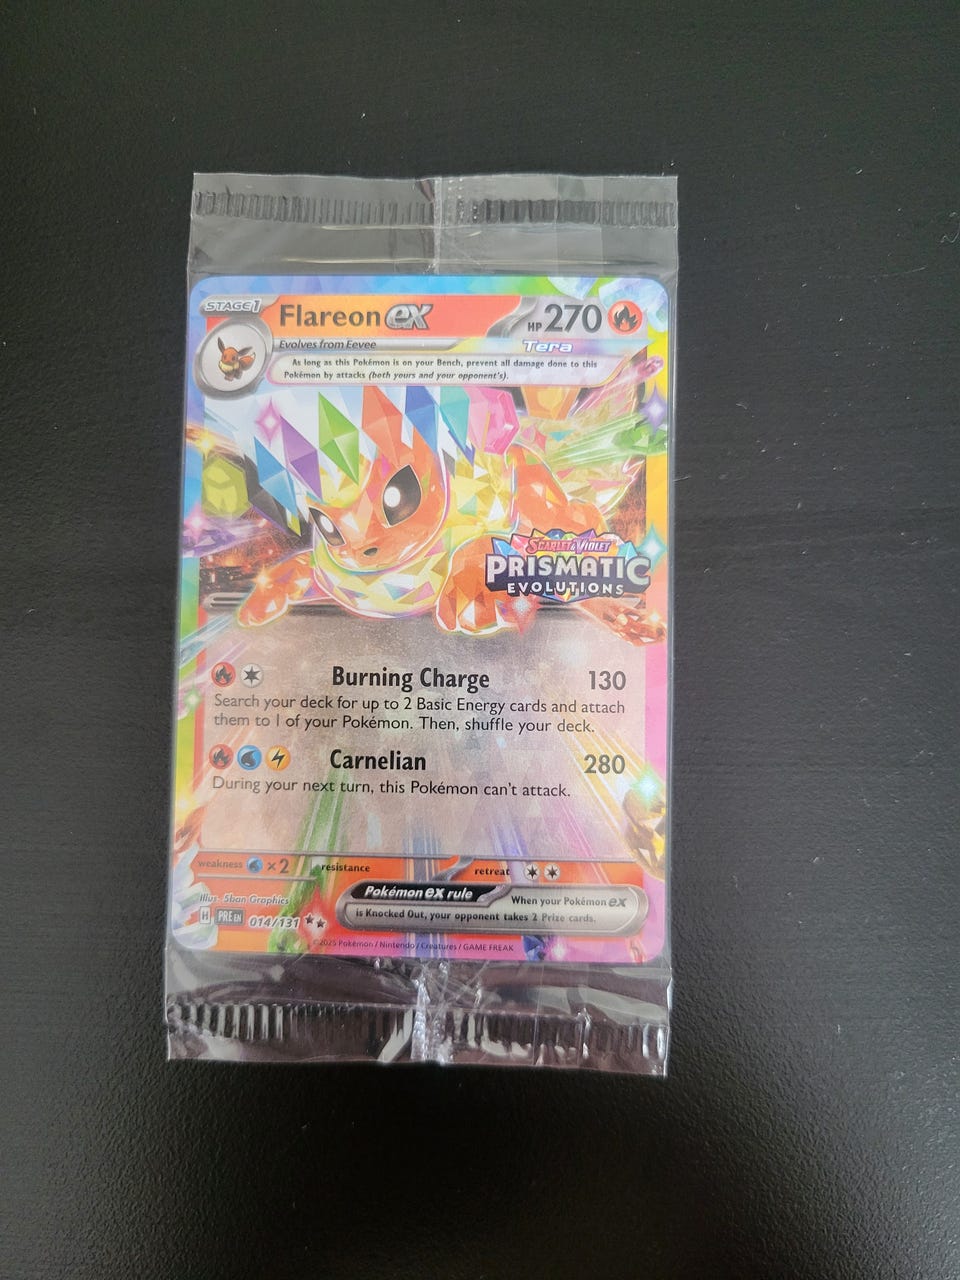 STAGE 1
Flareon ex
HP 270
Evolves from Eevee
Tera
As long as this Pokémon is on your Bench, prevent all damage done to this
Pokémon by attacks (both yours and your opponent's).
SCARLET & VIOLET
PRISMATIC
EVOLUTIONS
Burning Charge 130
Search your deck for up to 2 Basic Energy cards and attach
them to 1 of your Pokémon. Then, shuffle your deck.
Carnelian 280
During your next turn, this Pokémon can't attack.
weakness ×2 resistance retreat
Pokémon ex rule
When your Pokémon ex
is Knocked Out, your opponent takes 2 Prize cards.
Illus. 5ban Graphics
H PRE EN 014/131
©2025 Pokémon / Nintendo / Creatures / GAME FREAK